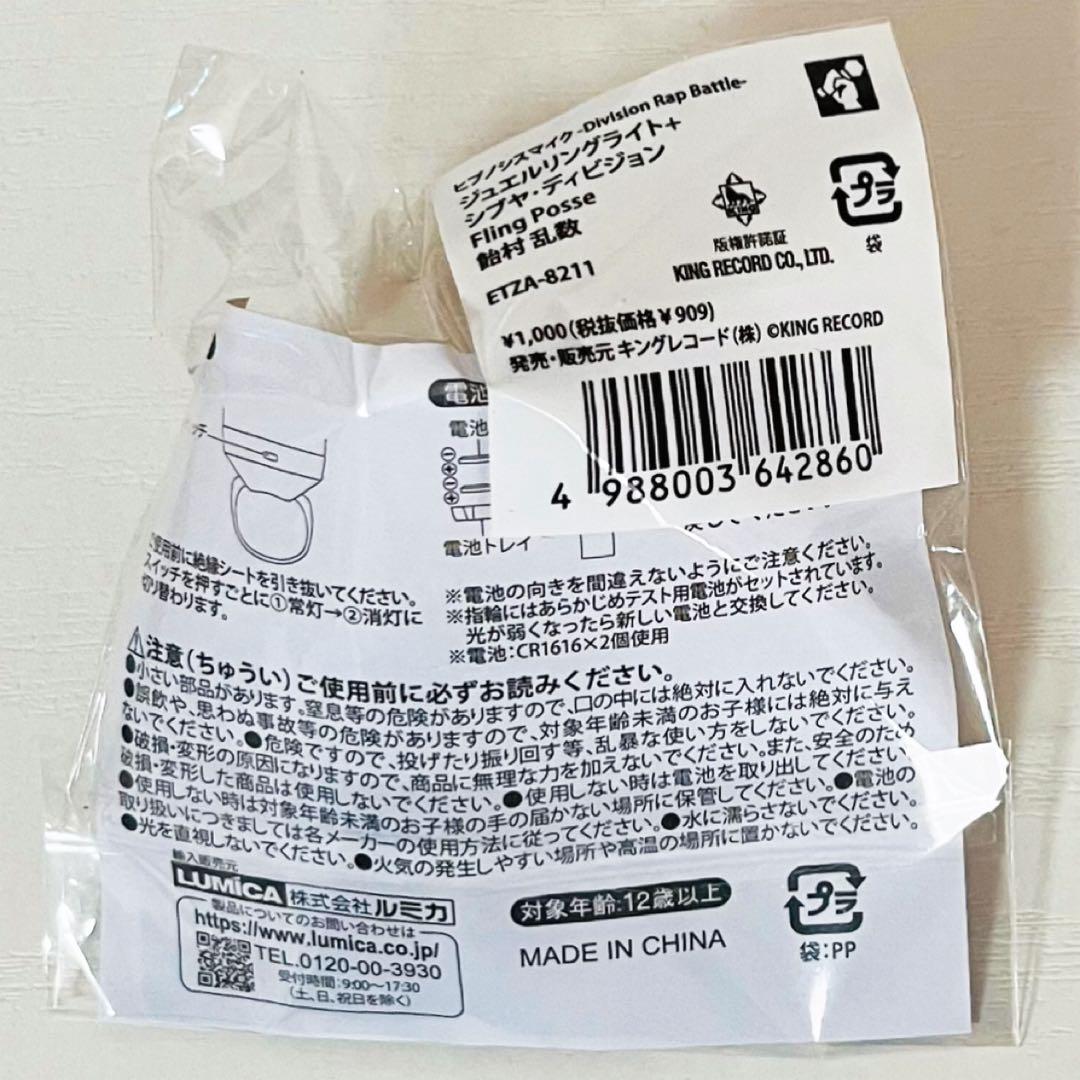 ヒプノシスマイク-Division Rap Battle-
ジュエルリングライト+
シブヤ・ディビジョン
Fling Posse
飴村 乱数
ETZA-8211
KING
版権許諾証
KING RECORD CO., LTD.
プラ
袋
¥1,000(税抜価格¥909)
発売・販売元 キングレコード(株) ©KING RECORD
4 988003 642860
電池
電池
電池トレイ
ご使用前に絶縁シートを引き抜いてください。
スイッチを押すごとに①常灯→②消灯に
切り替わります。
※電池の向きを間違えないようにご注意ください。
※指輪にはあらかじめテスト用電池がセットされています。
光が弱くなったら新しい電池と交換してください。
※電池:CR1616×2個使用
⚠注意(ちゅうい)ご使用前に必ずお読みください。
●小さい部品があります。窒息等の危険がありますので、口の中には絶対に入れないでください。
●誤飲や、思わぬ事故等の危険がありますので、対象年齢未満のお子様には絶対に与え
ないでください。●危険ですので、投げたり振り回す等、乱暴な使い方をしないでください。
●破損・変形の原因になりますので、商品に無理な力を加えないでください。また、安全のため
破損・変形した商品は使用しないでください。●使用しない時は電池を取り出してください。
●使用しない時は対象年齢未満のお子様の手の届かない場所に保管してください。●電池の
取り扱いにつきましては各メーカーの使用方法に従ってください。●水に濡らさないでください。
●光を直視しないでください。●火気の発生しやすい場所や高温の場所に置かないでください。
輸入販売元
LUMICA 株式会社ルミカ
製品についてのお問い合わせは
https://www.lumica.co.jp/
TEL.0120-00-3930
受付時間:9:00～17:30
(土、日、祝日を除く)
対象年齢:12歳以上
MADE IN CHINA
プラ
袋:PP